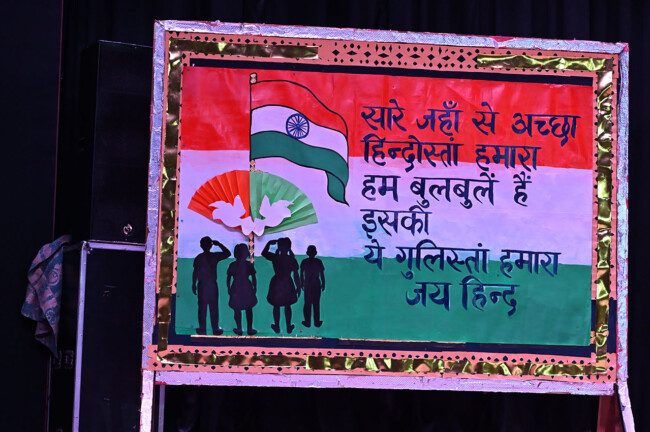 सारे जहाँ से अच्छा
हिन्दोस्तां हमारा
हम बुलबुलें हैं
इसकी
ये गुलिस्तां हमारा
जय हिन्द